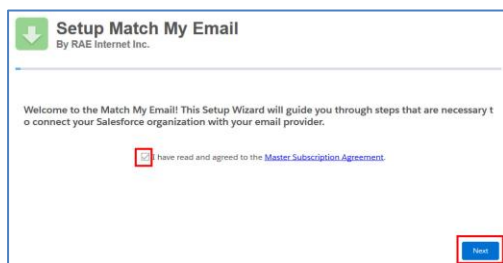 Setup Match My Email
By RAE Internet Inc.
Welcome to the Match My Email! This Setup Wizard will guide you through steps that are necessary t
o connect your Salesforce organization with your email provider.
I have read and agreed to the Master Subscription Agreement.
Next